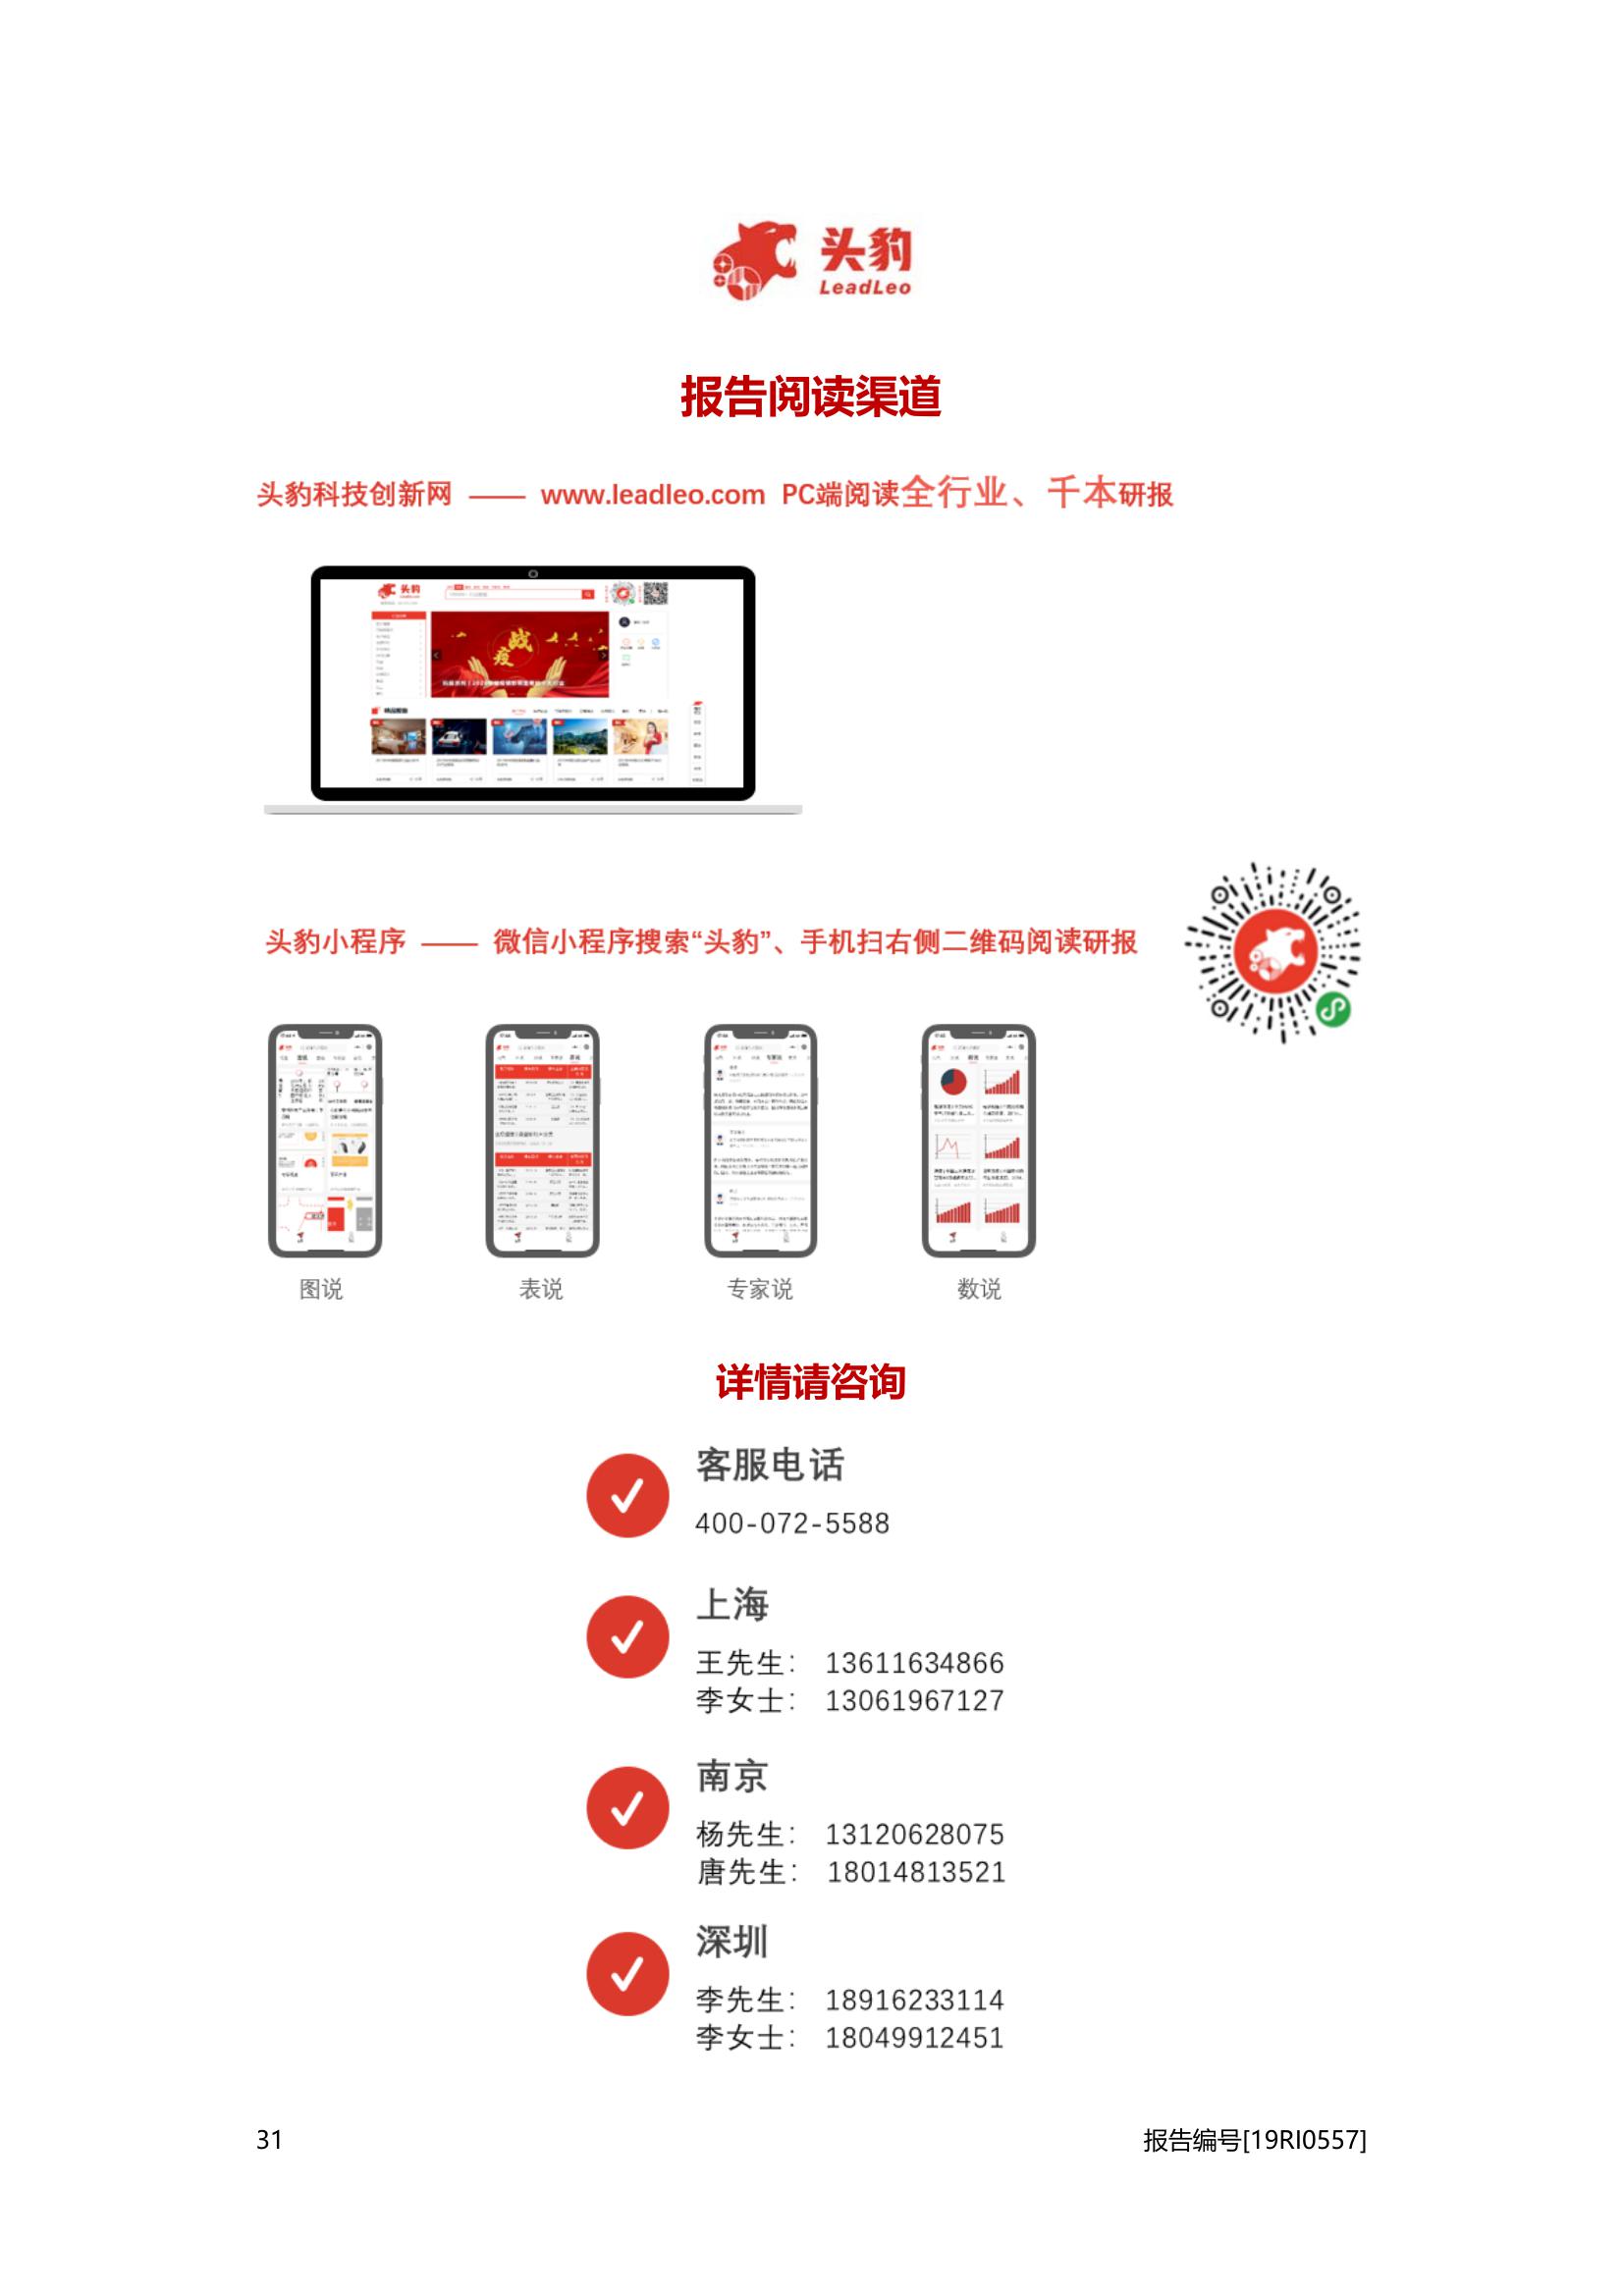 头豹
LeadLeo
报告阅读渠道
头豹科技创新网 —— www.leadleo.com PC端阅读全行业、千本研报
头豹
战
疫
头豹小程序 —— 微信小程序搜索“头豹”、手机扫右侧二维码阅读研报
图说
表说
专家说
数说
详情请咨询
客服电话
400-072-5588
上海
王先生： 13611634866
李女士： 13061967127
南京
杨先生： 13120628075
唐先生： 18014813521
深圳
李先生： 18916233114
李女士： 18049912451
31
报告编号[19RI0557]